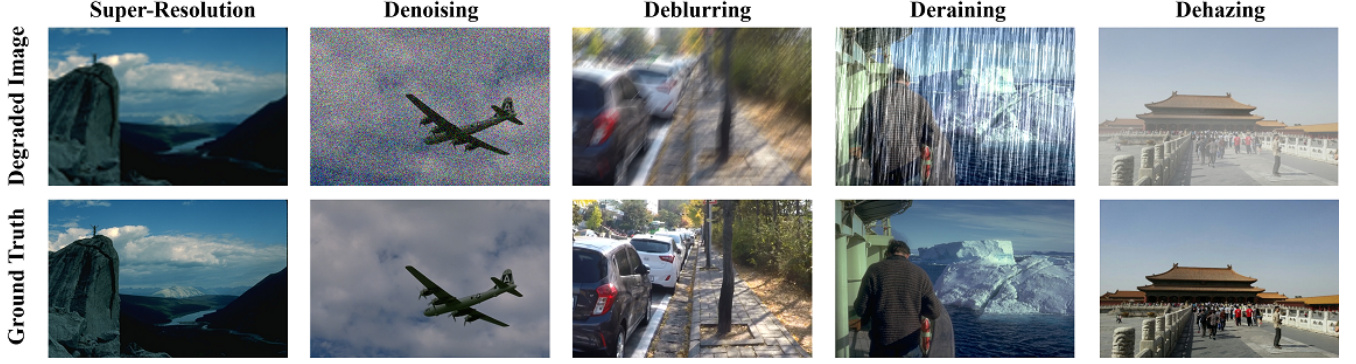 Super-Resolution
Denoising
Deblurring
Deraining
Dehazing
Degraded Image
Ground Truth